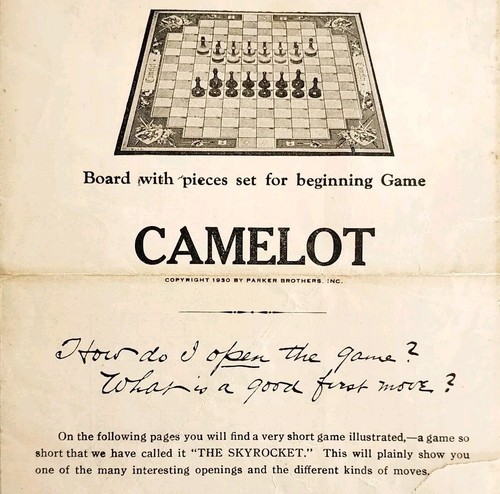 Board with pieces set for beginning Game
CAMELOT
COPYRIGHT 1930 BY PARKER BROTHERS, INC.
How do I open the game?
What is a good first move?
On the following pages you will find a very short game illustrated,—a game so
short that we have called it "THE SKYROCKET." This will plainly show you
one of the many interesting openings and the different kinds of moves.